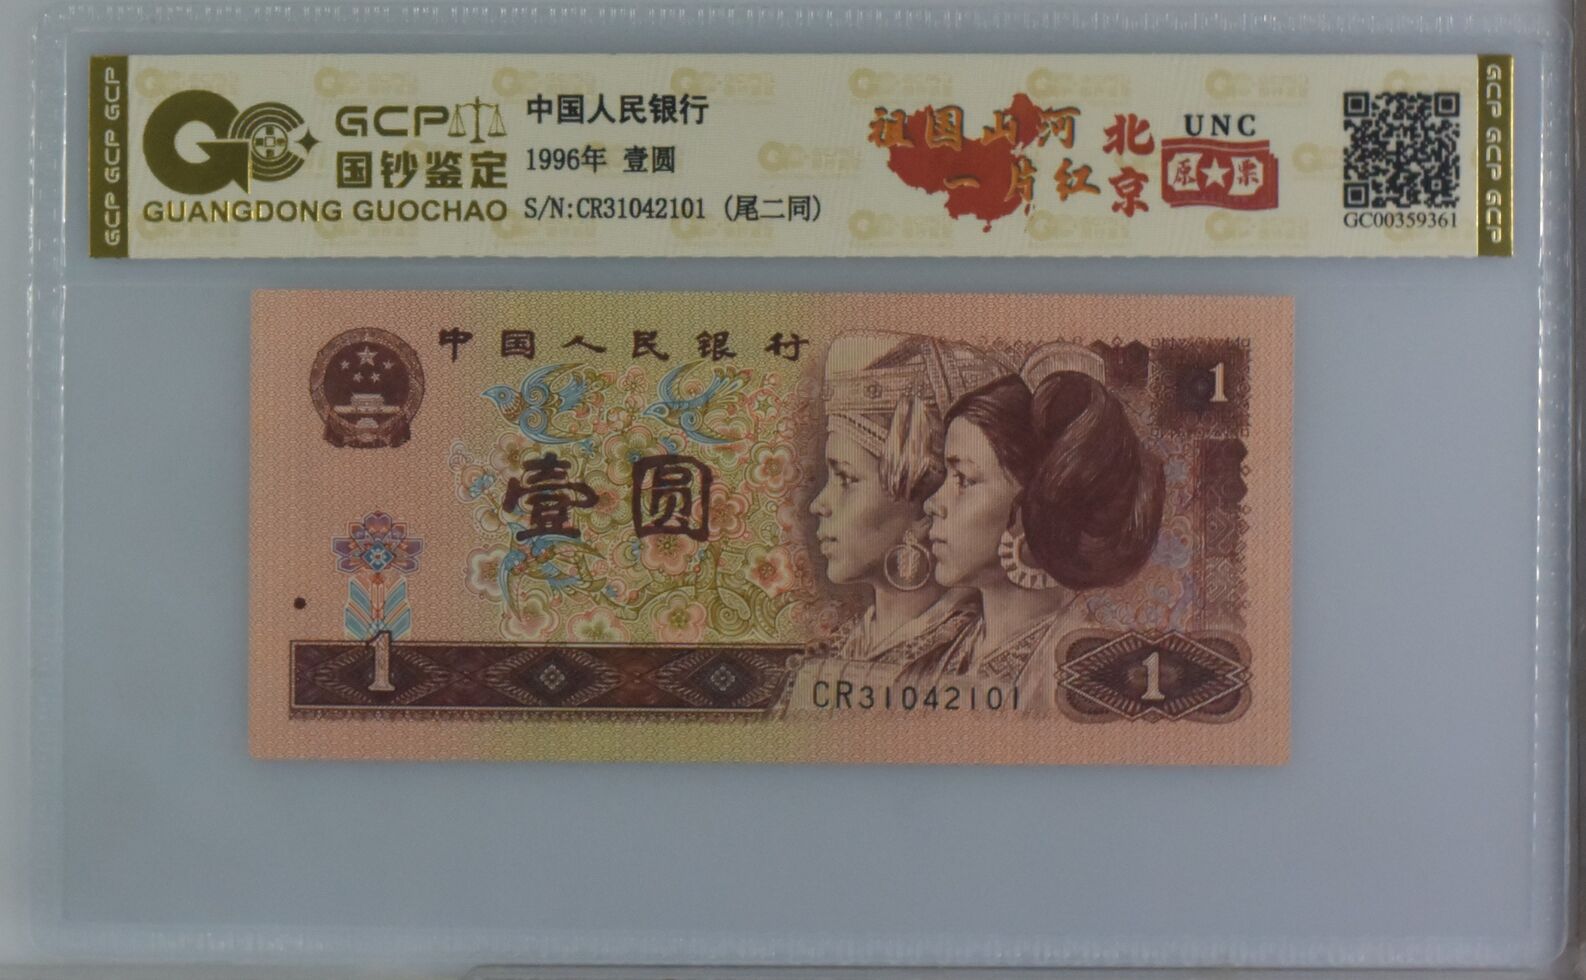 GCP GCP GCP
GCP
国钞鉴定
GUANGDONG GUOCHAO
中国人民银行
1996年 壹圆
S/N:CR31042101 (尾二同)
祖国山河
一片红
北京
UNC
原★票
GC00359361
GCP GCP GCP
中国人民银行
1
壹圆
1
CR31042101
1